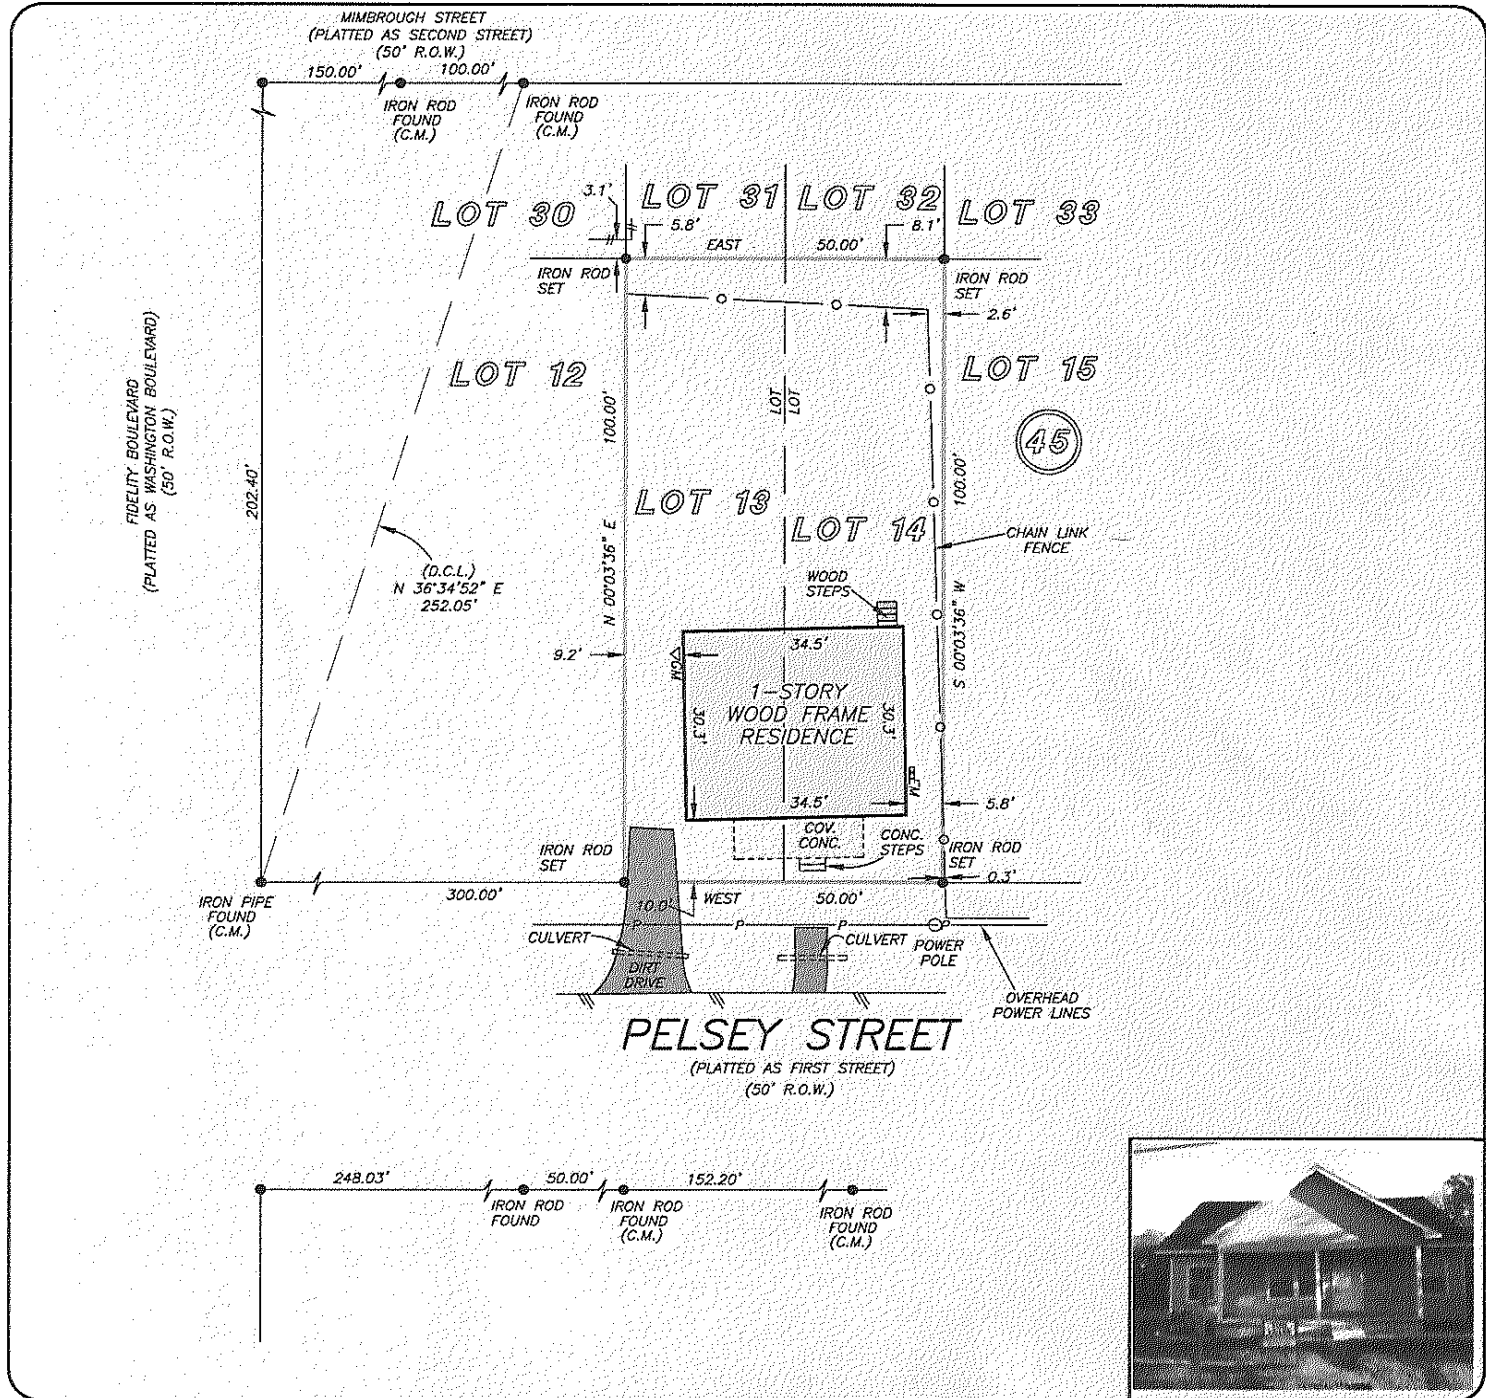 MIMBROUGH STREET
(PLATTED AS SECOND STREET)
(50' R.O.W.)
150.00'
100.00'
IRON ROD
FOUND
(C.M.)
IRON ROD
FOUND
(C.M.)
LOT 30
3.1'
LOT 31
LOT 32
LOT 33
5.8'
8.1'
EAST
50.00'
IRON ROD
SET
IRON ROD
SET
2.6'
FIDELITY BOULEVARD
(PLATTED AS WASHINGTON BOULEVARD)
(50' R.O.W.)
202.40'
LOT 12
100.00'
LOT
LOT
LOT 15
45
100.00'
LOT 13
LOT 14
CHAIN LINK
FENCE
(D.C.L.)
N 36°34'52" E
252.05'
N 00°03'36" E
WOOD
STEPS
S 00°03'36" W
9.2'
GM
34.5'
1-STORY
WOOD FRAME
RESIDENCE
30.3'
30.3'
EM
34.5'
5.8'
COV.
CONC.
CONC.
STEPS
IRON ROD
SET
IRON ROD
SET
0.3'
IRON PIPE
FOUND
(C.M.)
300.00'
WEST
50.00'
10.0'
P
P
P
P
CULVERT
CULVERT
POWER
POLE
DIRT
DRIVE
OVERHEAD
POWER LINES
PELSEY STREET
(PLATTED AS FIRST STREET)
(50' R.O.W.)
248.03'
50.00'
152.20'
IRON ROD
FOUND
IRON ROD
FOUND
(C.M.)
IRON ROD
FOUND
(C.M.)